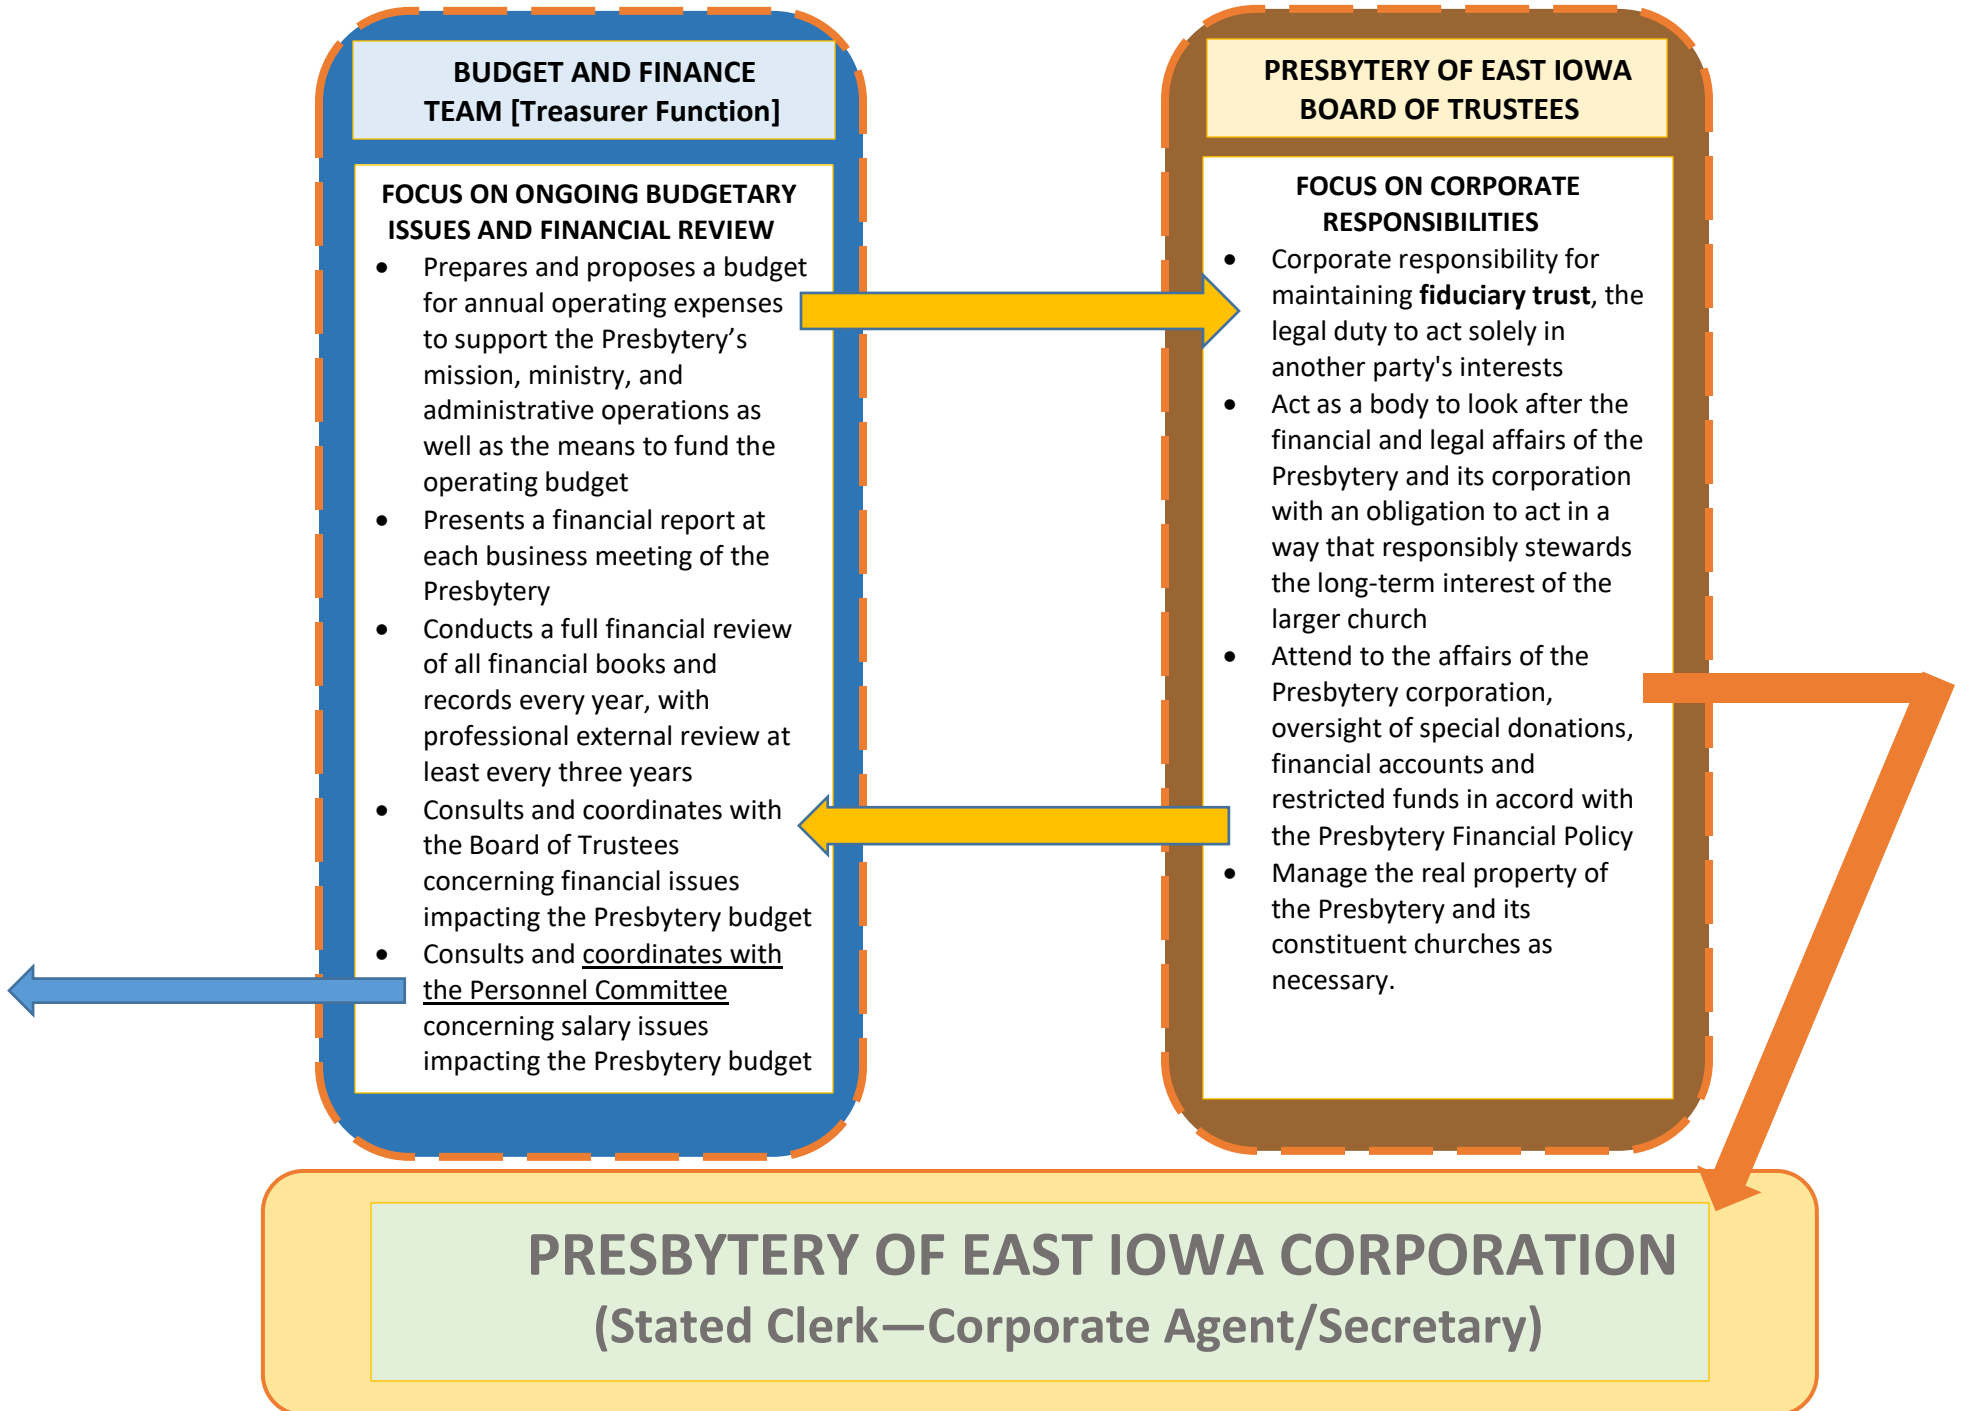 BUDGET AND FINANCE
TEAM [Treasurer Function]
FOCUS ON ONGOING BUDGETARY
ISSUES AND FINANCIAL REVIEW
• Prepares and proposes a budget
for annual operating expenses
to support the Presbytery’s
mission, ministry, and
administrative operations as
well as the means to fund the
operating budget
• Presents a financial report at
each business meeting of the
Presbytery
• Conducts a full financial review
of all financial books and
records every year, with
professional external review at
least every three years
• Consults and coordinates with
the Board of Trustees
concerning financial issues
impacting the Presbytery budget
• Consults and coordinates with
the Personnel Committee
concerning salary issues
impacting the Presbytery budget
PRESBYTERY OF EAST IOWA
BOARD OF TRUSTEES
FOCUS ON CORPORATE
RESPONSIBILITIES
• Corporate responsibility for
maintaining fiduciary trust, the
legal duty to act solely in
another party's interests
• Act as a body to look after the
financial and legal affairs of the
Presbytery and its corporation
with an obligation to act in a
way that responsibly stewards
the long-term interest of the
larger church
• Attend to the affairs of the
Presbytery corporation,
oversight of special donations,
financial accounts and
restricted funds in accord with
the Presbytery Financial Policy
• Manage the real property of
the Presbytery and its
constituent churches as
necessary.
PRESBYTERY OF EAST IOWA CORPORATION
(Stated Clerk—Corporate Agent/Secretary)